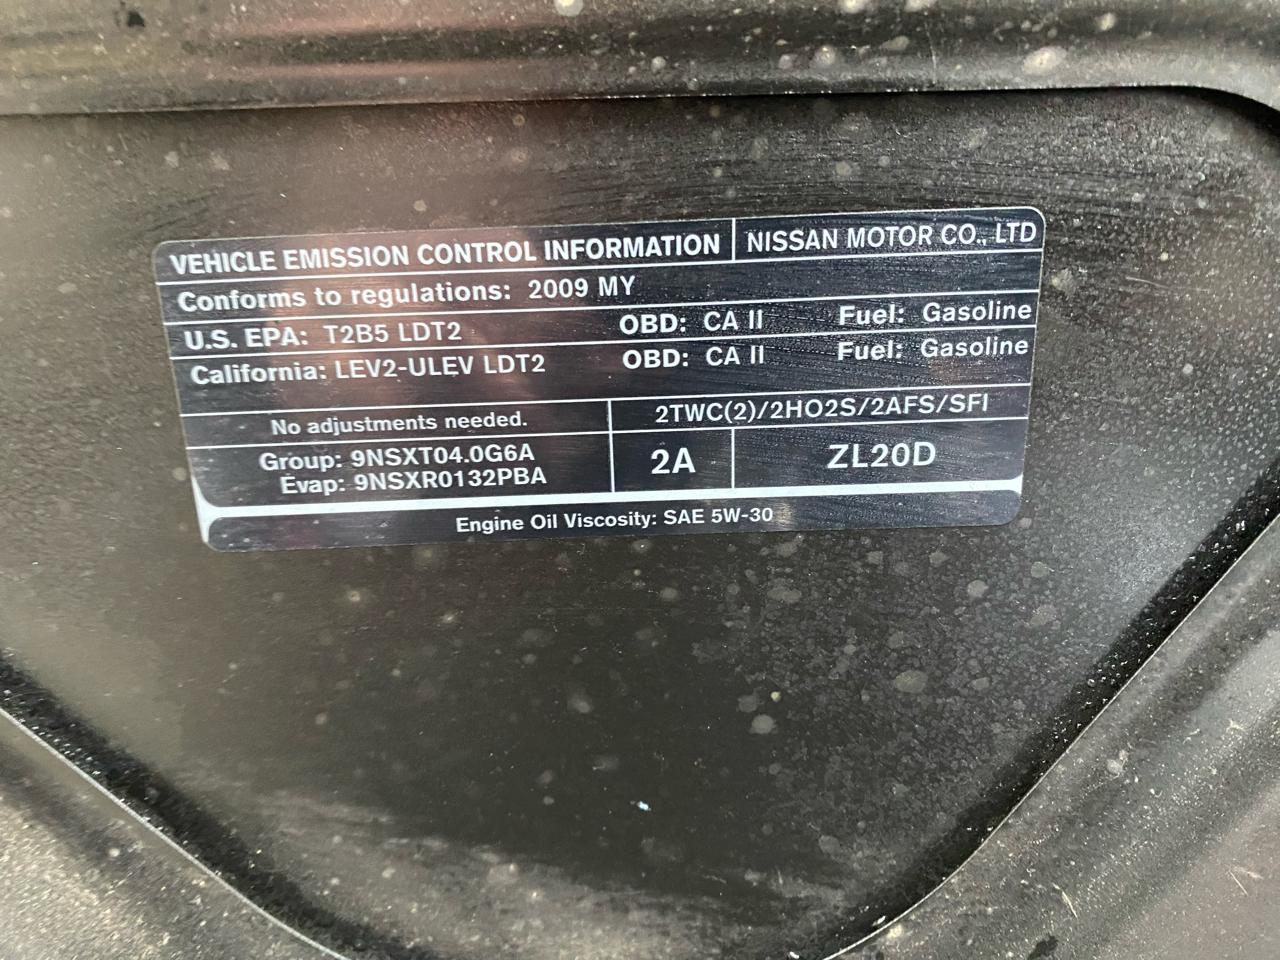 VEHICLE EMISSION CONTROL INFORMATION NISSAN MOTOR CO., LTD
Conforms to regulations: 2009 MY
U.S. EPA: T2B5 LDT2 OBD: CA II Fuel: Gasoline
California: LEV2-ULEV LDT2 OBD: CA II Fuel: Gasoline
No adjustments needed. 2TWC(2)/2HO2S/2AFS/SFI
Group: 9NSXT04.0G6A 2A ZL20D
Evap: 9NSXR0132PBA
Engine Oil Viscosity: SAE 5W-30